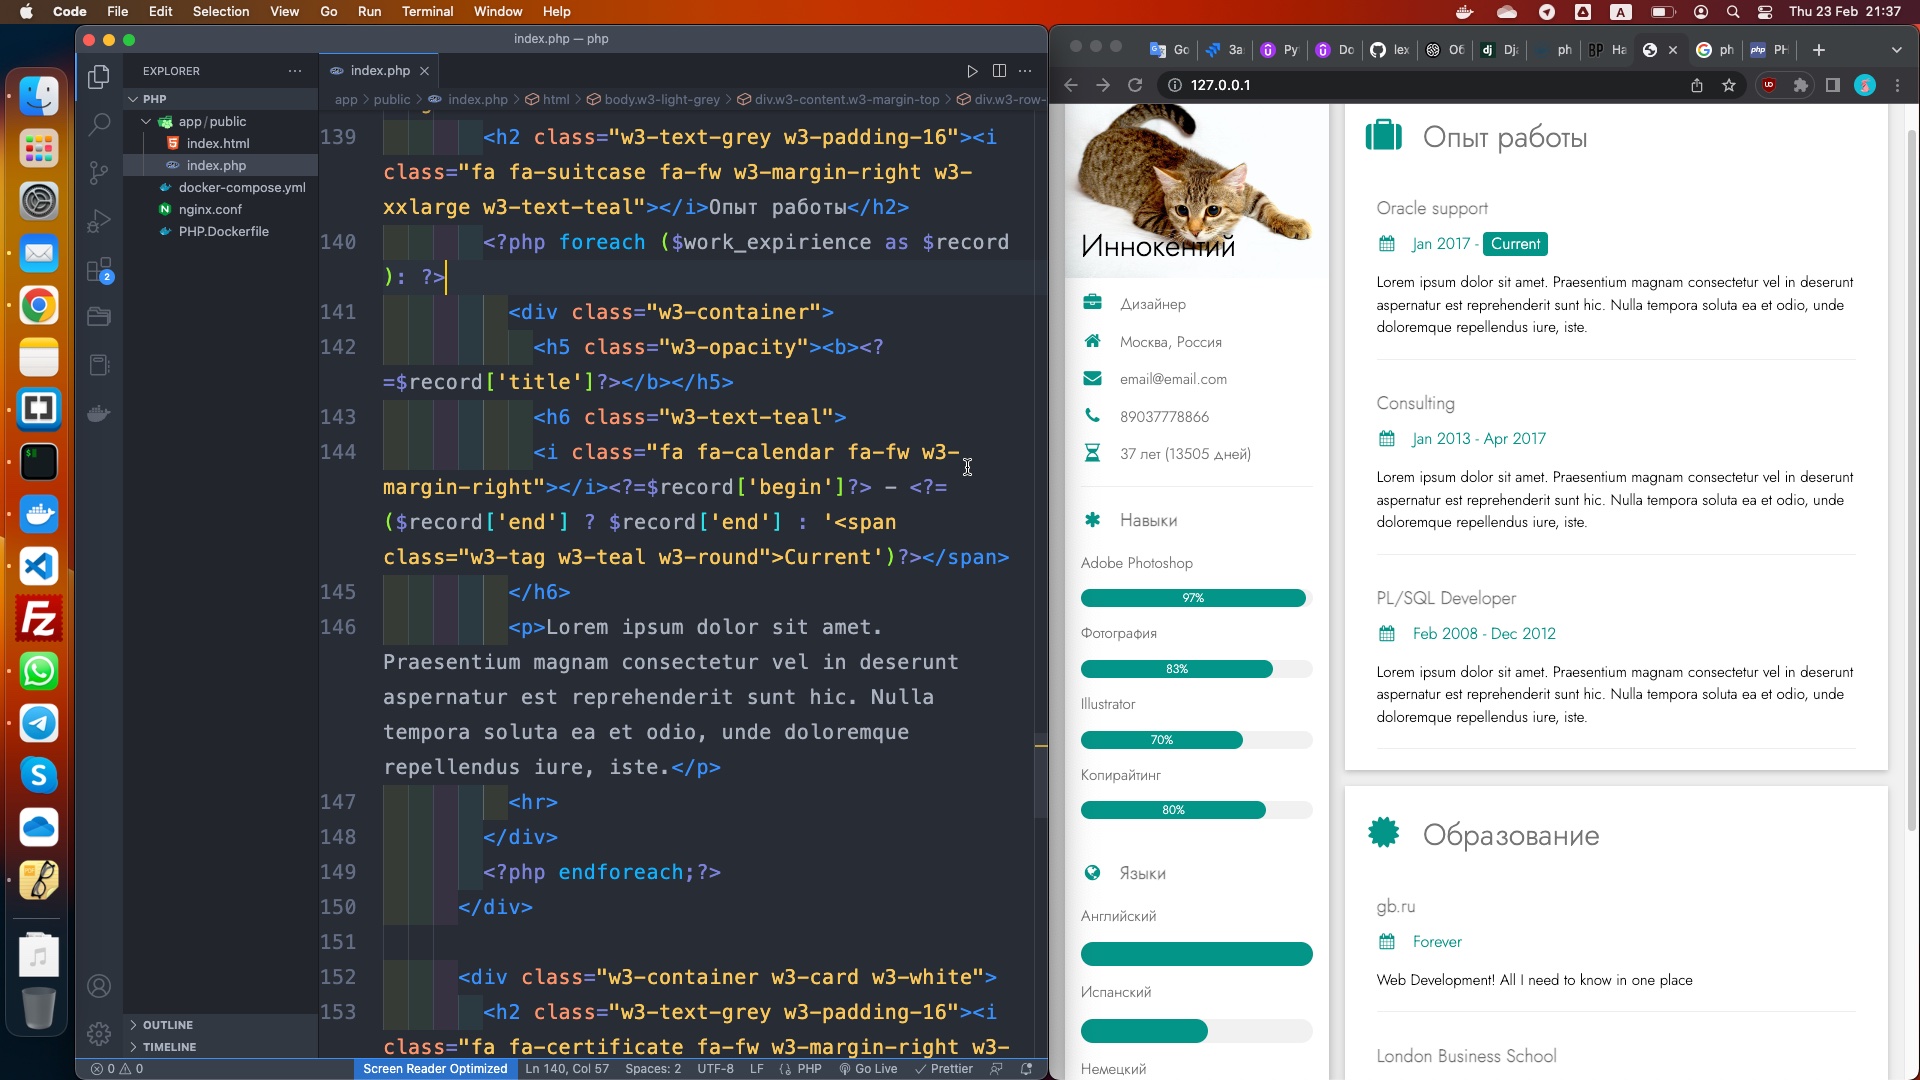 Code File Edit Selection View Go Run Terminal Window Help
A
Thu 23 Feb 21:37
index.php — php
EXPLORER
PHP
app/public
index.html
index.php
docker-compose.yml
nginx.conf
PHP.Dockerfile
OUTLINE
TIMELINE
2
index.php
app > public > index.php > html > body.w3-light-grey > div.w3-content.w3-margin-top > div.w3-row-
139 <h2 class="w3-text-grey w3-padding-16"><i
class="fa fa-suitcase fa-fw w3-margin-right w3-
xxlarge w3-text-teal"></i>Опыт работы</h2>
140 <?php foreach ($work_expirience as $record
): ?>
141 <div class="w3-container">
142 <h5 class="w3-opacity"><b><?
=$record['title']?></b></h5>
143 <h6 class="w3-text-teal">
144 <i class="fa fa-calendar fa-fw w3-
margin-right"></i><?=$record['begin']?> - <?=
($record['end'] ? $record['end'] : '<span
class="w3-tag w3-teal w3-round">Current')?></span>
145 </h6>
146 <p>Lorem ipsum dolor sit amet.
Praesentium magnam consectetur vel in deserunt
aspernatur est reprehenderit sunt hic. Nulla
tempora soluta ea et odio, unde doloremque
repellendus iure, iste.</p>
147 <hr>
148 </div>
149 <?php endforeach;?>
150 </div>
151
152 <div class="w3-container w3-card w3-white">
153 <h2 class="w3-text-grey w3-padding-16"><i
class="fa fa-certificate fa-fw w3-margin-right w3-
0 0 Screen Reader Optimized Ln 140, Col 57 Spaces: 2 UTF-8 LF PHP Go Live Prettier
Go За Py Do lex Об dj Dja ph BP На ph php PH
127.0.0.1
Иннокентий
Дизайнер
Москва, Россия
email@email.com
89037778866
37 лет (13505 дней)
Навыки
Adobe Photoshop
97%
Фотография
83%
Illustrator
70%
Копирайтинг
80%
Языки
Английский
Испанский
Немецкий
Опыт работы
Oracle support
Jan 2017 - Current
Lorem ipsum dolor sit amet. Praesentium magnam consectetur vel in deserunt
aspernatur est reprehenderit sunt hic. Nulla tempora soluta ea et odio, unde
doloremque repellendus iure, iste.
Consulting
Jan 2013 - Apr 2017
Lorem ipsum dolor sit amet. Praesentium magnam consectetur vel in deserunt
aspernatur est reprehenderit sunt hic. Nulla tempora soluta ea et odio, unde
doloremque repellendus iure, iste.
PL/SQL Developer
Feb 2008 - Dec 2012
Lorem ipsum dolor sit amet. Praesentium magnam consectetur vel in deserunt
aspernatur est reprehenderit sunt hic. Nulla tempora soluta ea et odio, unde
doloremque repellendus iure, iste.
Образование
gb.ru
Forever
Web Development! All I need to know in one place
London Business School